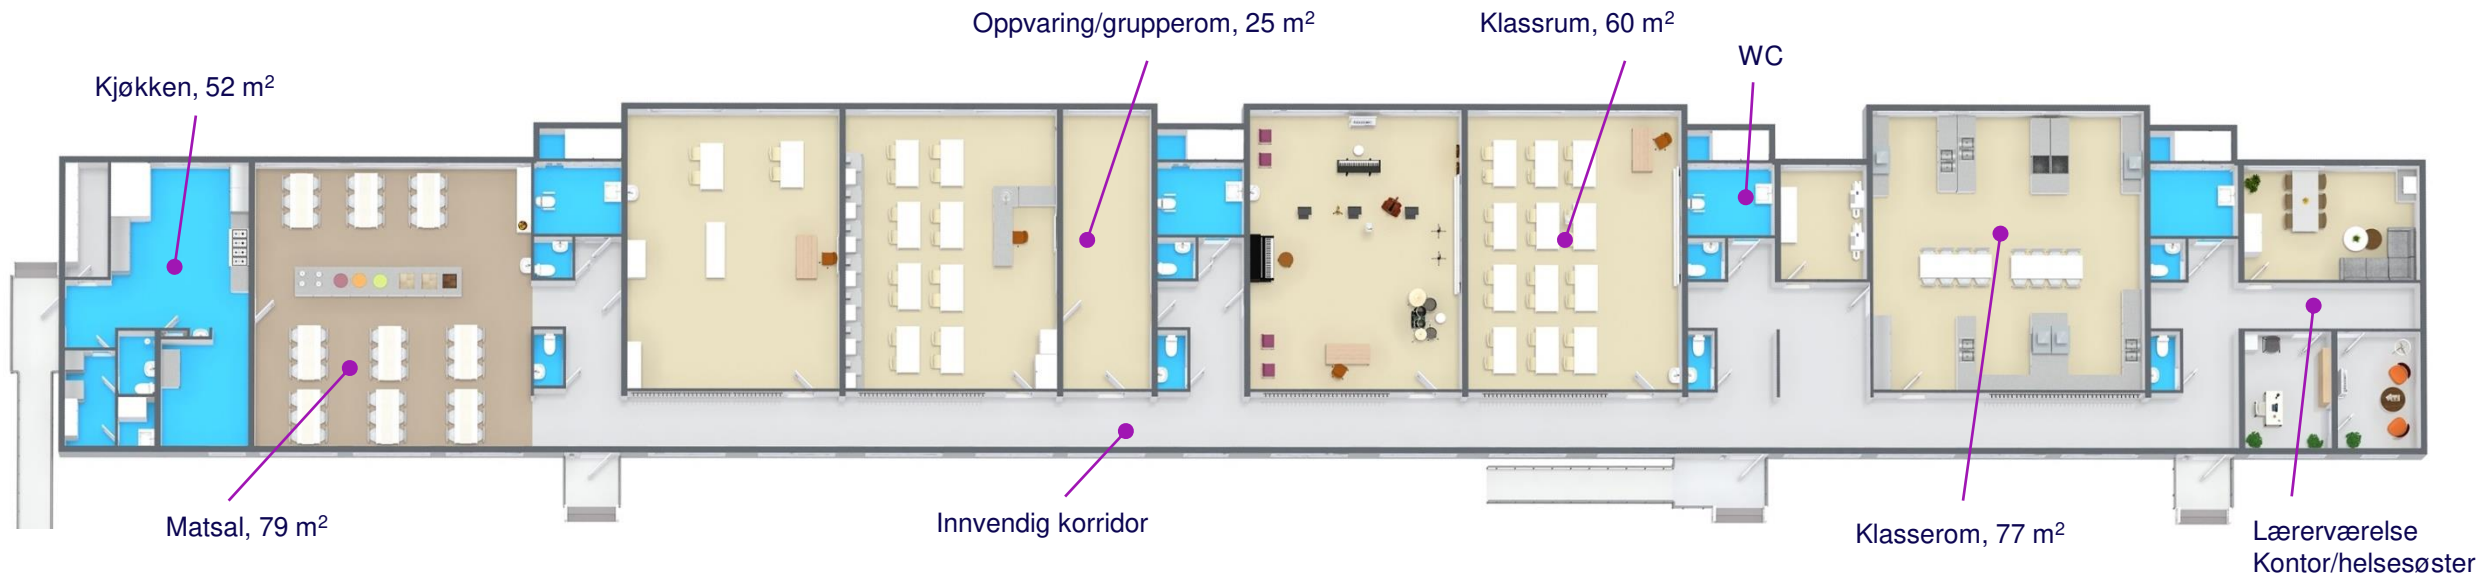 Oppvaring/grupperom, 25 m²
Klassrum, 60 m²
WC
Kjøkken, 52 m²
Matsal, 79 m²
Innvendig korridor
Klasserom, 77 m²
Lærerværelse
Kontor/helsesøster